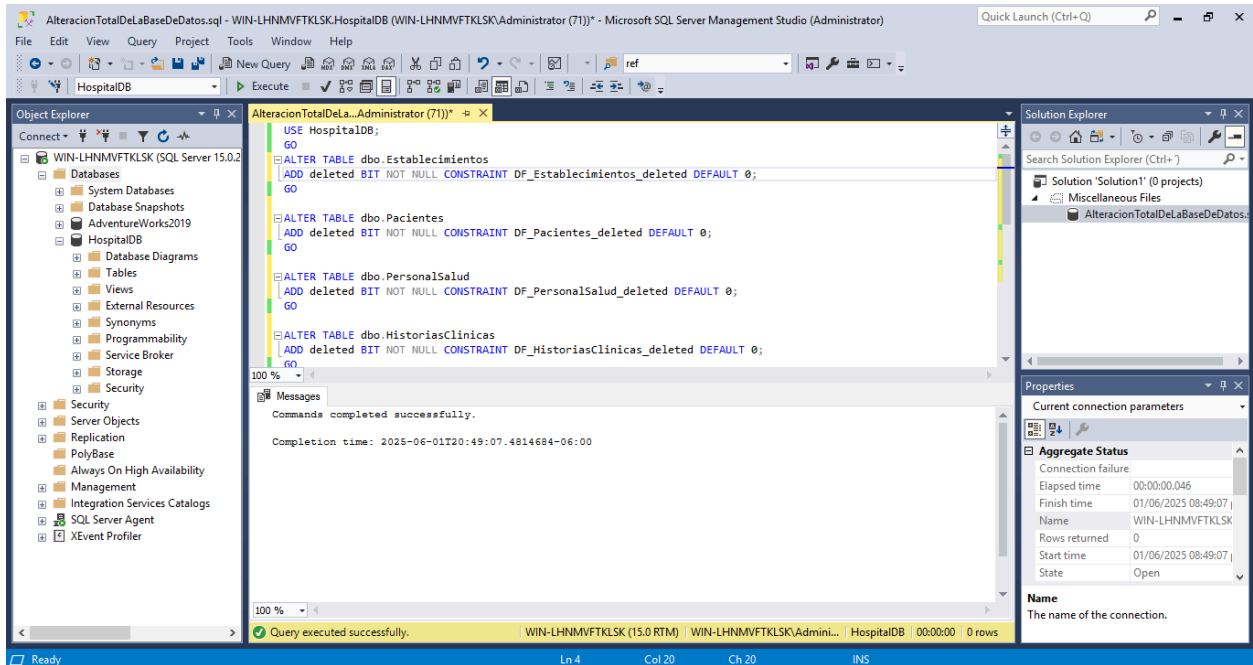 AlteracionTotalDeLaBaseDeDatos.sql - WIN-LHNMVFTKLSK.HospitalDB (WIN-LHNMVFTKLSK\Administrator (71))* - Microsoft SQL Server Management Studio (Administrator)
Quick Launch (Ctrl+Q)
File Edit View Query Project Tools Window Help
New Query
ref
HospitalDB
Execute
Object Explorer
Connect
WIN-LHNMVFTKLSK (SQL Server 15.0.2
Databases
System Databases
Database Snapshots
AdventureWorks2019
HospitalDB
Database Diagrams
Tables
Views
External Resources
Synonyms
Programmability
Service Broker
Storage
Security
Security
Server Objects
Replication
PolyBase
Always On High Availability
Management
Integration Services Catalogs
SQL Server Agent
XEvent Profiler
AlteracionTotalDeLa...Administrator (71))*
USE HospitalDB;
GO
ALTER TABLE dbo.Establecimientos
ADD deleted BIT NOT NULL CONSTRAINT DF_Establecimientos_deleted DEFAULT 0;
GO
ALTER TABLE dbo.Pacientes
ADD deleted BIT NOT NULL CONSTRAINT DF_Pacientes_deleted DEFAULT 0;
GO
ALTER TABLE dbo.PersonalSalud
ADD deleted BIT NOT NULL CONSTRAINT DF_PersonalSalud_deleted DEFAULT 0;
GO
ALTER TABLE dbo.HistoriasClinicas
ADD deleted BIT NOT NULL CONSTRAINT DF_HistoriasClinicas_deleted DEFAULT 0;
GO
100 %
Messages
Commands completed successfully.
Completion time: 2025-06-01T20:49:07.4814684-06:00
100 %
Query executed successfully.
WIN-LHNMVFTKLSK (15.0 RTM) WIN-LHNMVFTKLSK\Admini... HospitalDB 00:00:00 0 rows
Solution Explorer
Search Solution Explorer (Ctrl+ ')
Solution 'Solution1' (0 projects)
Miscellaneous Files
AlteracionTotalDeLaBaseDeDatos.s
Properties
Current connection parameters
Aggregate Status
Connection failure
Elapsed time 00:00:00.046
Finish time 01/06/2025 08:49:07
Name WIN-LHNMVFTKLSK
Rows returned 0
Start time 01/06/2025 08:49:07
State Open
Name
The name of the connection.
Ready Ln 4 Col 20 Ch 20 INS